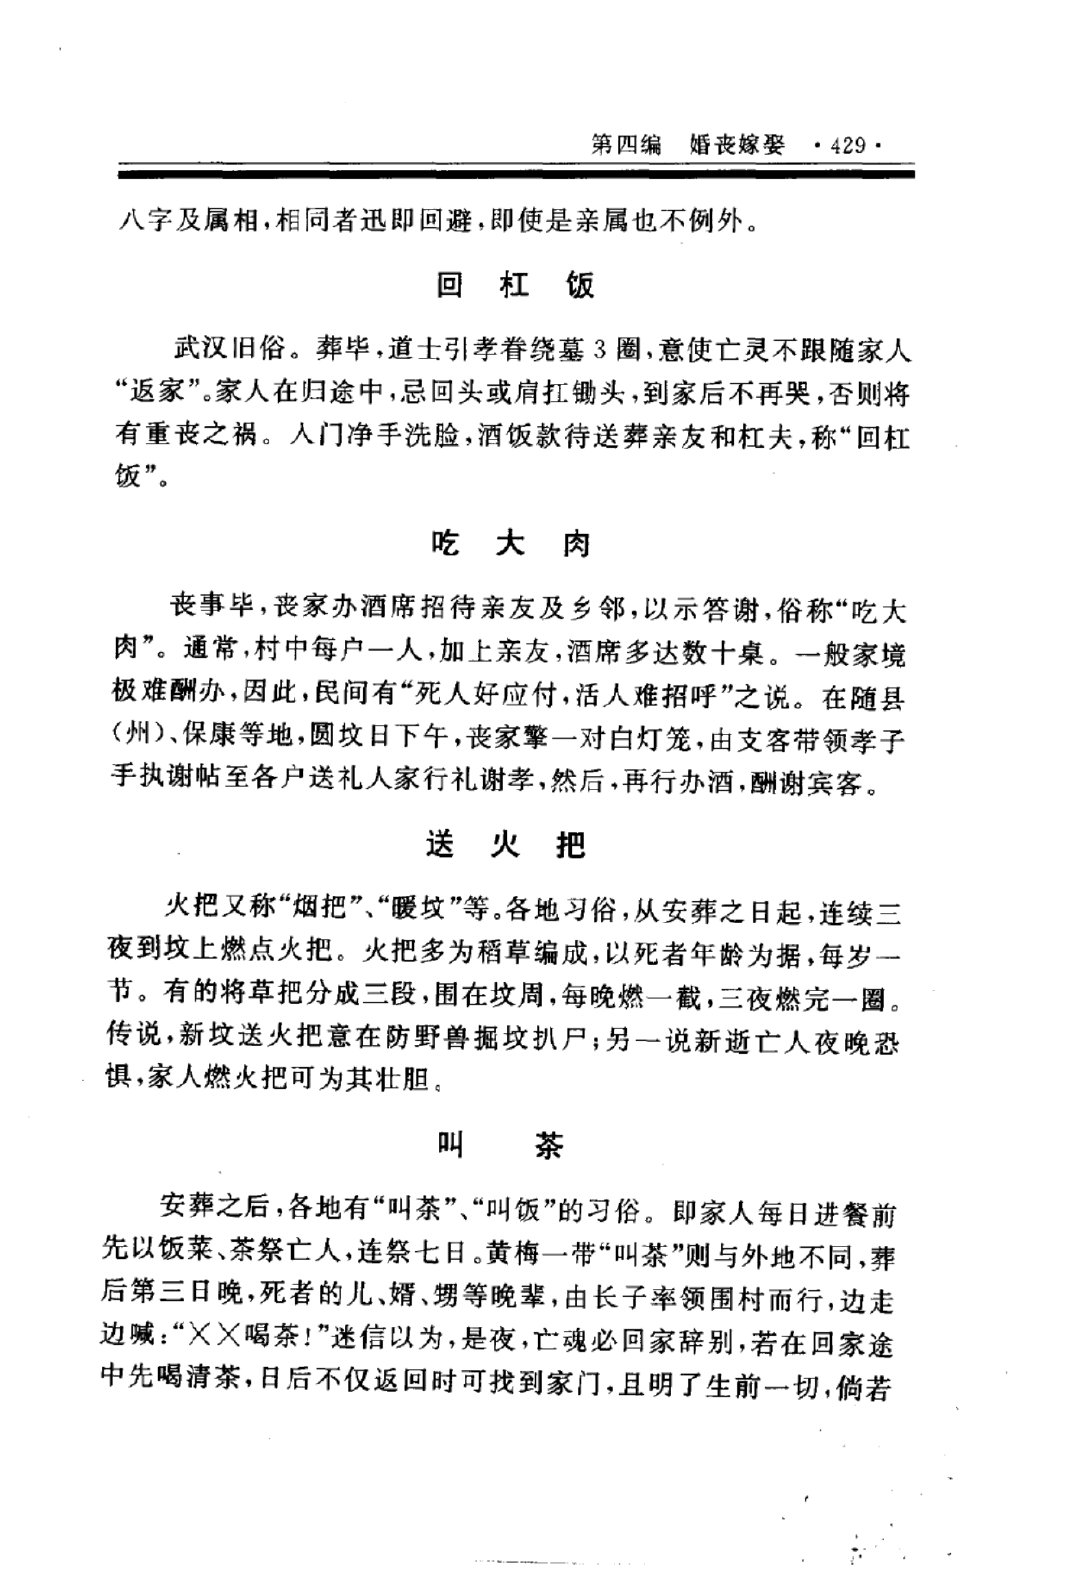 第四编　婚丧嫁娶　·429·
八字及属相，相同者迅即回避，即使是亲属也不例外。
回　杠　饭
武汉旧俗。葬毕，道士引孝眷绕墓3圈，意使亡灵不跟随家人
“返家”。家人在归途中，忌回头或肩扛锄头，到家后不再哭，否则将
有重丧之祸。入门净手洗脸，酒饭款待送葬亲友和杠夫，称“回杠
饭”。
吃　大　肉
丧事毕，丧家办酒席招待亲友及乡邻，以示答谢，俗称“吃大
肉”。通常，村中每户一人，加上亲友，酒席多达数十桌。一般家境
极难酬办，因此，民间有“死人好应付，活人难招呼”之说。在随县
（州）、保康等地，圆坟日下午，丧家擎一对白灯笼，由支客带领孝子
手执谢帖至各户送礼人家行礼谢孝，然后，再行办酒，酬谢宾客。
送　火　把
火把又称“烟把”、“暖坟”等。各地习俗，从安葬之日起，连续三
夜到坟上燃点火把。火把多为稻草编成，以死者年龄为据，每岁一
节。有的将草把分成三段，围在坟周，每晚燃一截，三夜燃完一圈。
传说，新坟送火把意在防野兽掘坟扒尸；另一说新逝亡人夜晚恐
惧，家人燃火把可为其壮胆。
叫　茶
安葬之后，各地有“叫茶”、“叫饭”的习俗。即家人每日进餐前
先以饭菜、茶祭亡人，连祭七日。黄梅一带“叫茶”则与外地不同，葬
后第三日晚，死者的儿、婿、甥等晚辈，由长子率领围村而行，边走
边喊：“××喝茶！”迷信以为，是夜，亡魂必回家辞别，若在回家途
中先喝清茶，日后不仅返回时可找到家门，且明了生前一切，倘若